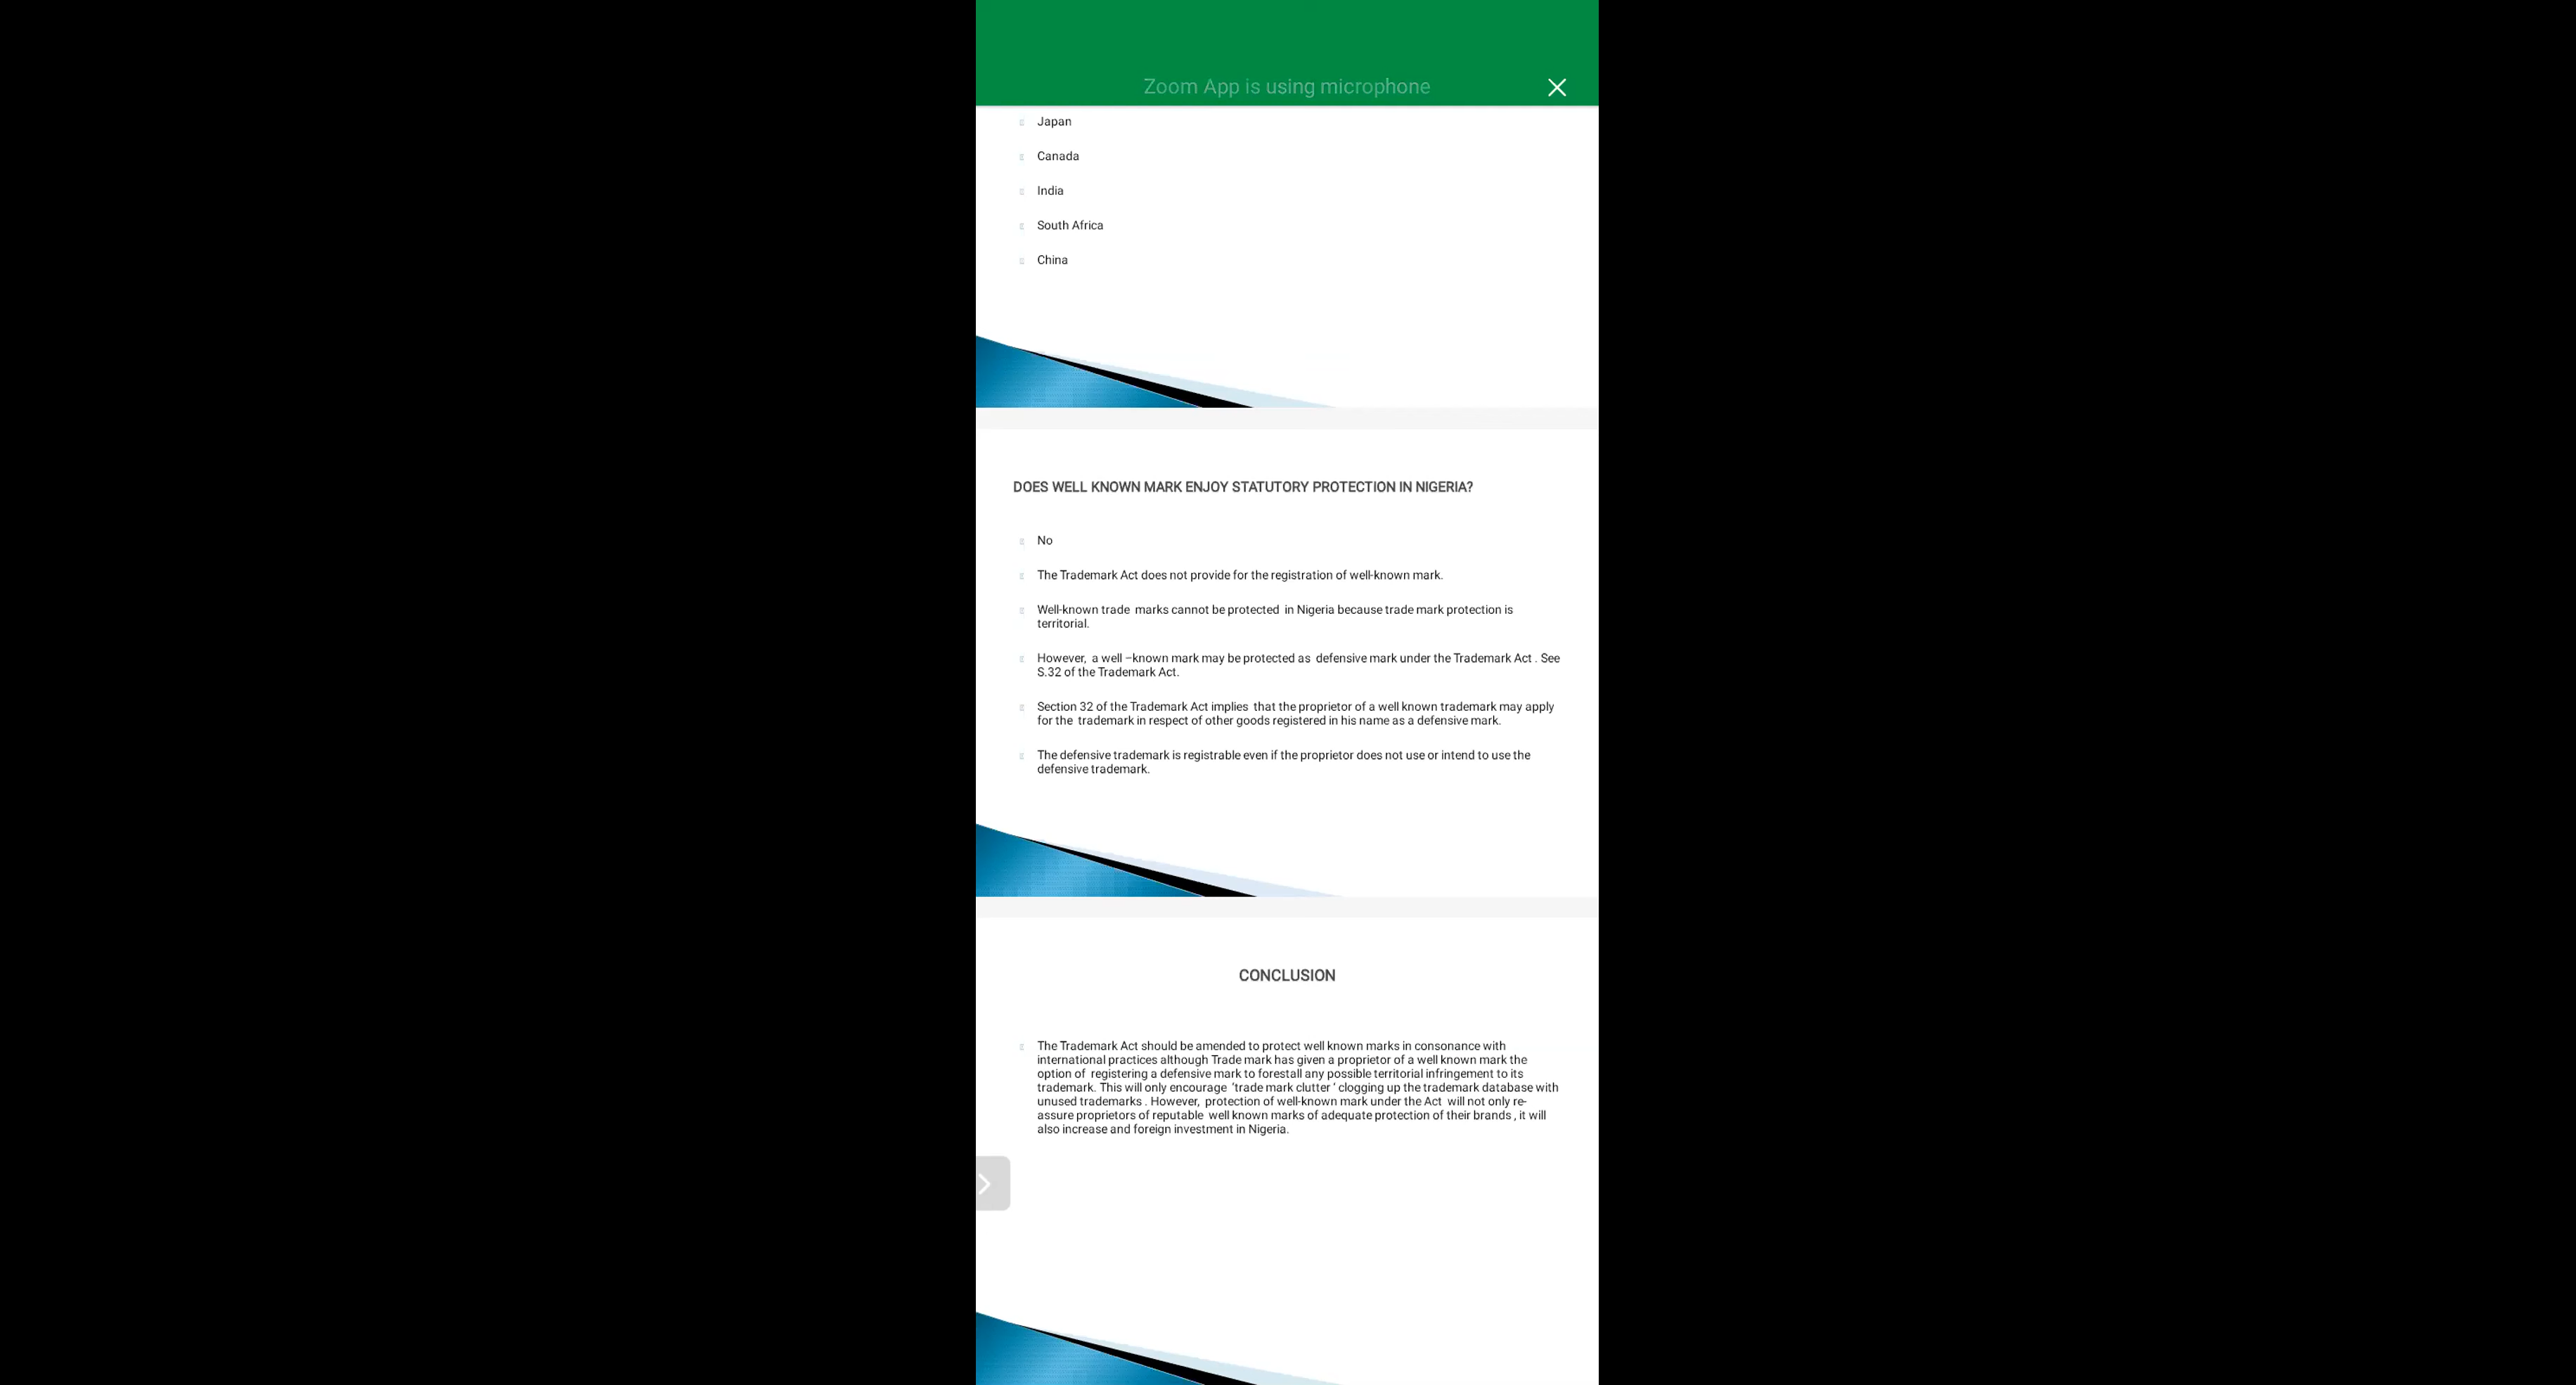 Zoom App is using microphone
Japan
Canada
India
South Africa
China
DOES WELL KNOWN MARK ENJOY STATUTORY PROTECTION IN NIGERIA?
No
The Trademark Act does not provide for the registration of well-known mark.
Well-known trade marks cannot be protected in Nigeria because trade mark protection is
territorial.
However, a well –known mark may be protected as defensive mark under the Trademark Act . See
S.32 of the Trademark Act.
Section 32 of the Trademark Act implies that the proprietor of a well known trademark may apply
for the trademark in respect of other goods registered in his name as a defensive mark.
The defensive trademark is registrable even if the proprietor does not use or intend to use the
defensive trademark.
CONCLUSION
The Trademark Act should be amended to protect well known marks in consonance with
international practices although Trade mark has given a proprietor of a well known mark the
option of registering a defensive mark to forestall any possible territorial infringement to its
trademark. This will only encourage ‘trade mark clutter ’ clogging up the trademark database with
unused trademarks . However, protection of well-known mark under the Act will not only re-
assure proprietors of reputable well known marks of adequate protection of their brands , it will
also increase and foreign investment in Nigeria.